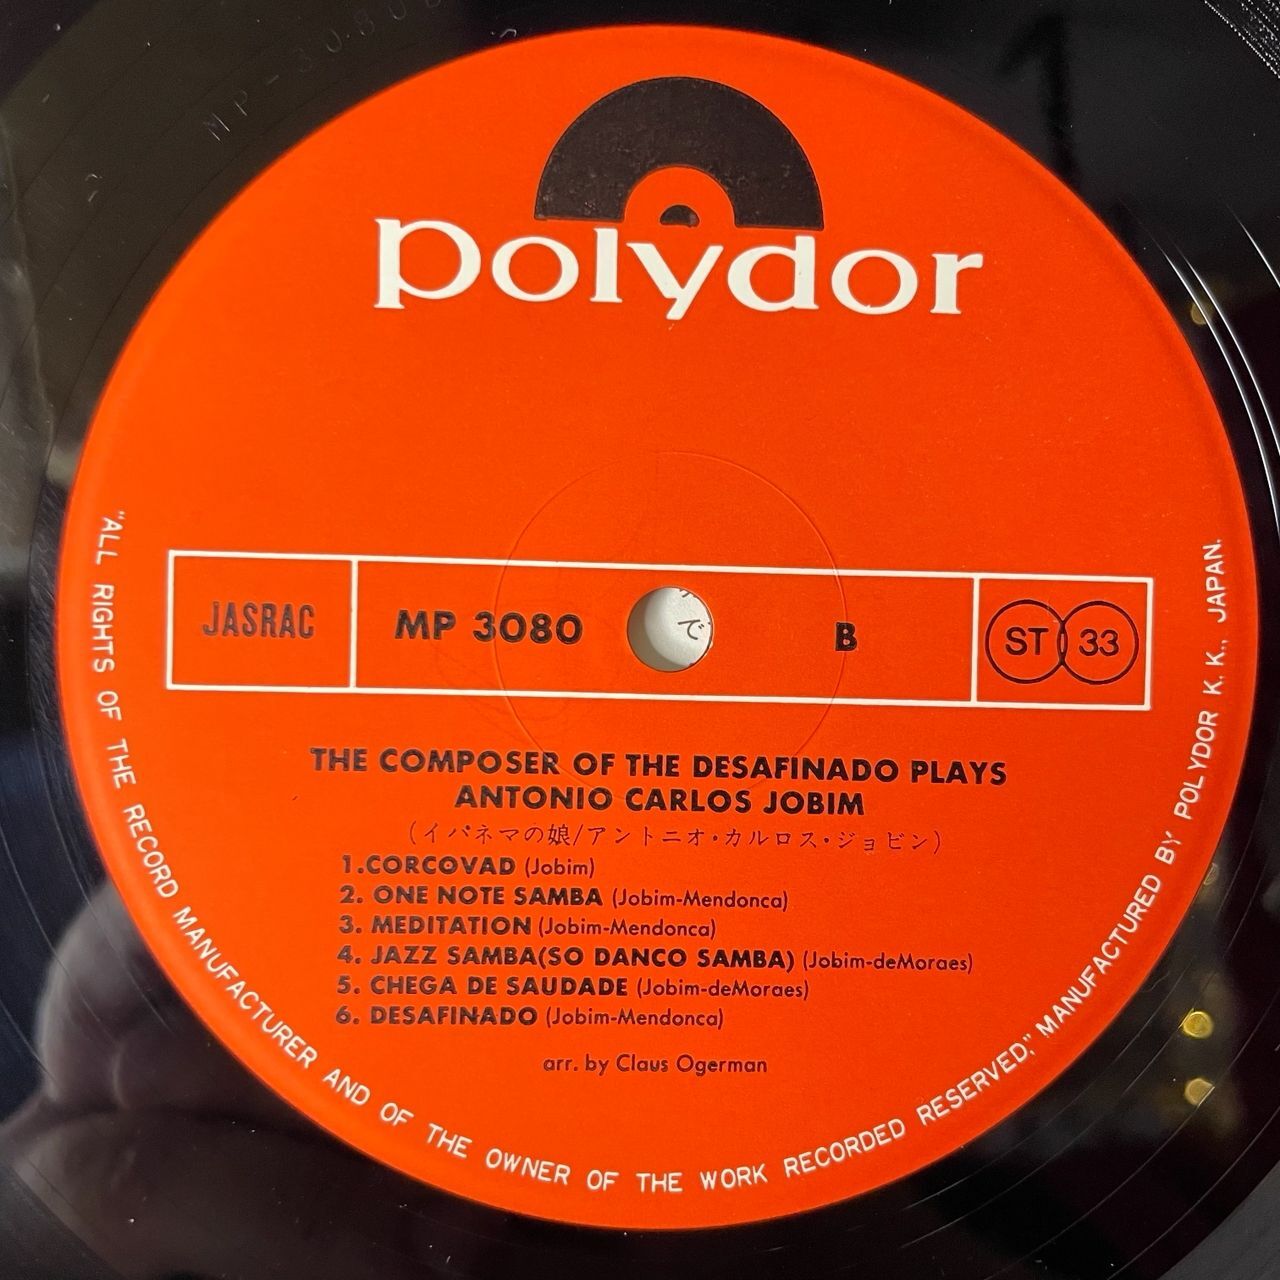 MP-3080B
polydor
JASRAC
MP 3080
で
B
ST 33
THE COMPOSER OF THE DESAFINADO PLAYS
ANTONIO CARLOS JOBIM
(イパネマの娘/アントニオ・カルロス・ジョビン)
1.CORCOVAD (Jobim)
2. ONE NOTE SAMBA (Jobim-Mendonca)
3. MEDITATION (Jobim-Mendonca)
4. JAZZ SAMBA(SO DANCO SAMBA) (Jobim-deMoraes)
5. CHEGA DE SAUDADE (Jobim-deMoraes)
6. DESAFINADO (Jobim-Mendonca)
arr. by Claus Ogerman
"ALL RIGHTS OF THE RECORD MANUFACTURER AND OF THE OWNER OF THE WORK RECORDED RESERVED," MANUFACTURED BY POLYDOR K.K., JAPAN.